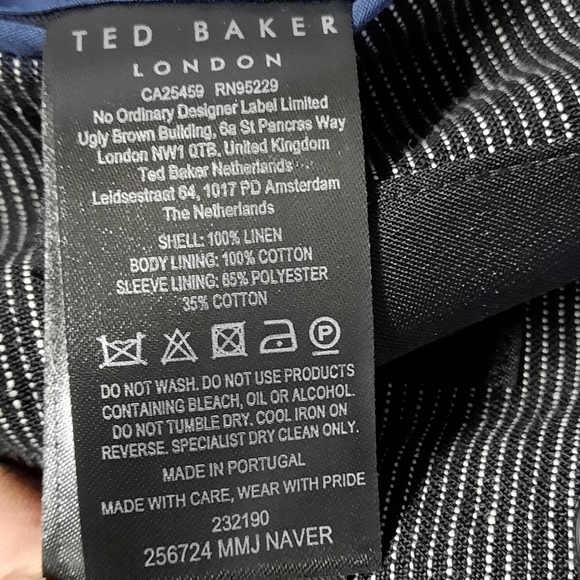 TED BAKER
LONDON
CA25459 RN95229
No Ordinary Designer Label Limited
Ugly Brown Building, 6a St Pancras Way
London NW1 0TB. United Kingdom
Ted Baker Netherlands
Leidsestraat 64, 1017 PD Amsterdam
The Netherlands
SHELL: 100% LINEN
BODY LINING: 100% COTTON
SLEEVE LINING: 65% POLYESTER
35% COTTON
P
DO NOT WASH. DO NOT USE PRODUCTS
CONTAINING BLEACH, OIL OR ALCOHOL.
DO NOT TUMBLE DRY. COOL IRON ON
REVERSE. SPECIALIST DRY CLEAN ONLY.
MADE IN PORTUGAL
MADE WITH CARE, WEAR WITH PRIDE
232190
256724 MMJ NAVER